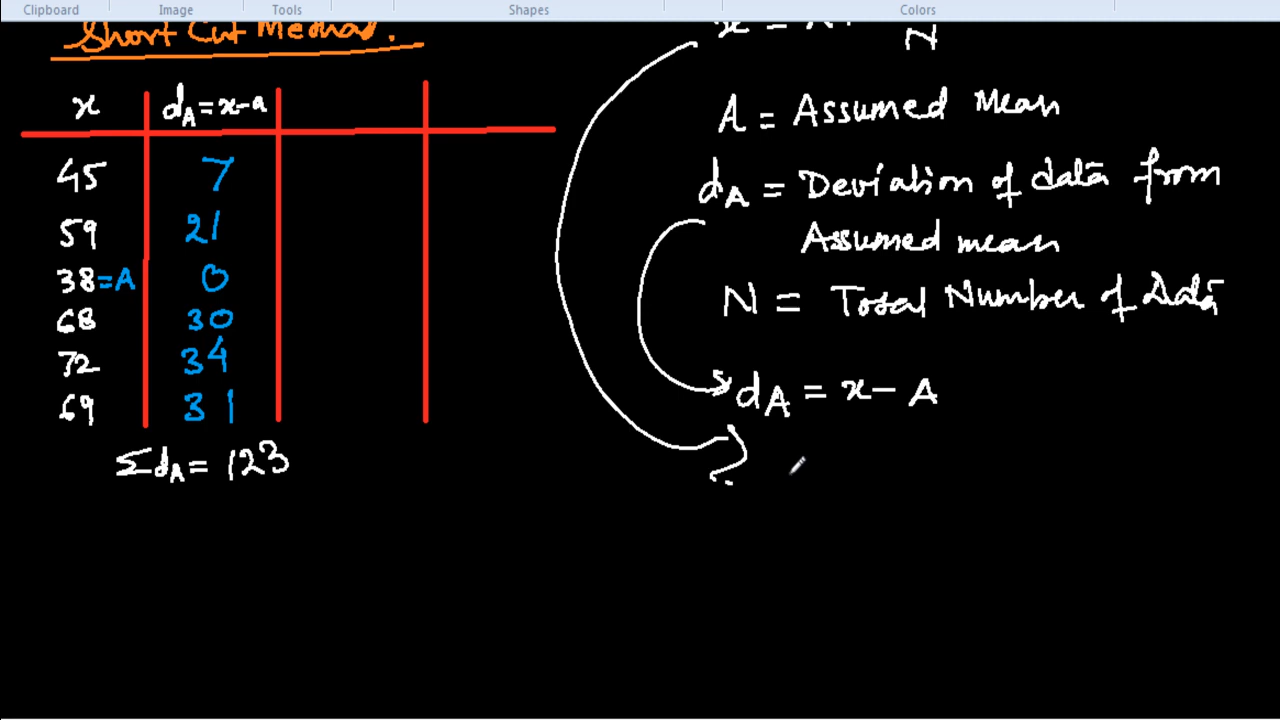 Clipboard Image Tools Shapes Colors
Short Cut Method.
N
x dA = x-a
45 7
59 21
38 = A 0
68 30
72 34
69 31
ΣdA = 123
A = Assumed Mean
dA = Deviation of data from
Assumed mean
N = Total Number of Data
dA = x - A